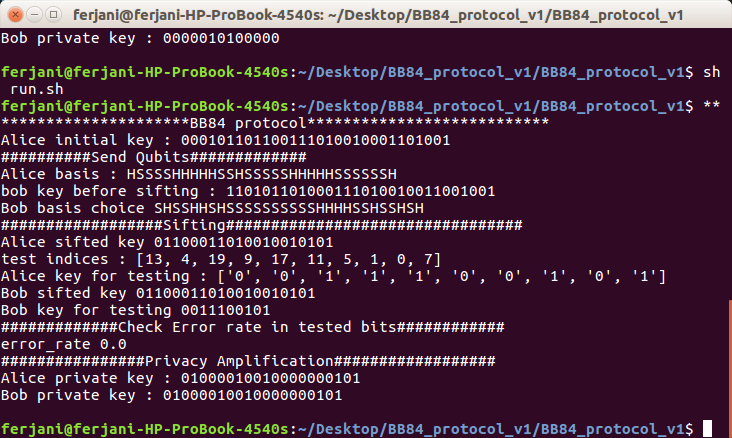 ferjani@ferjani-HP-ProBook-4540s: ~/Desktop/BB84_protocol_v1/BB84_protocol_v1
Bob private key : 0000010100000
ferjani@ferjani-HP-ProBook-4540s:~/Desktop/BB84_protocol_v1/BB84_protocol_v1$ sh
 run.sh
ferjani@ferjani-HP-ProBook-4540s:~/Desktop/BB84_protocol_v1/BB84_protocol_v1$ **
*********************BB84 protocol***************************
Alice initial key : 000101101100111010010001101001
##########Send Qubits#############
Alice basis : HSSSSHHHHHSSHSSSSSHHHHHSSSSSSH
bob key before sifting : 110101101000111010010011001001
Bob basis choice SHSSHHSHSSSSSSSSSSHHHHSSHSSHSH
##################Sifting##################################
Alice sifted key 01100011010010010101
test indices : [13, 4, 19, 9, 17, 11, 5, 1, 0, 7]
Alice key for testing : ['0', '0', '1', '1', '1', '0', '0', '1', '0', '1']
Bob sifted key 01100011010010010101
Bob key for testing 0011100101
#############Check Error rate in tested bits############
error_rate 0.0
################Privacy Amplification##################
Alice private key : 01000010010000000101
Bob private key : 01000010010000000101
ferjani@ferjani-HP-ProBook-4540s:~/Desktop/BB84_protocol_v1/BB84_protocol_v1$